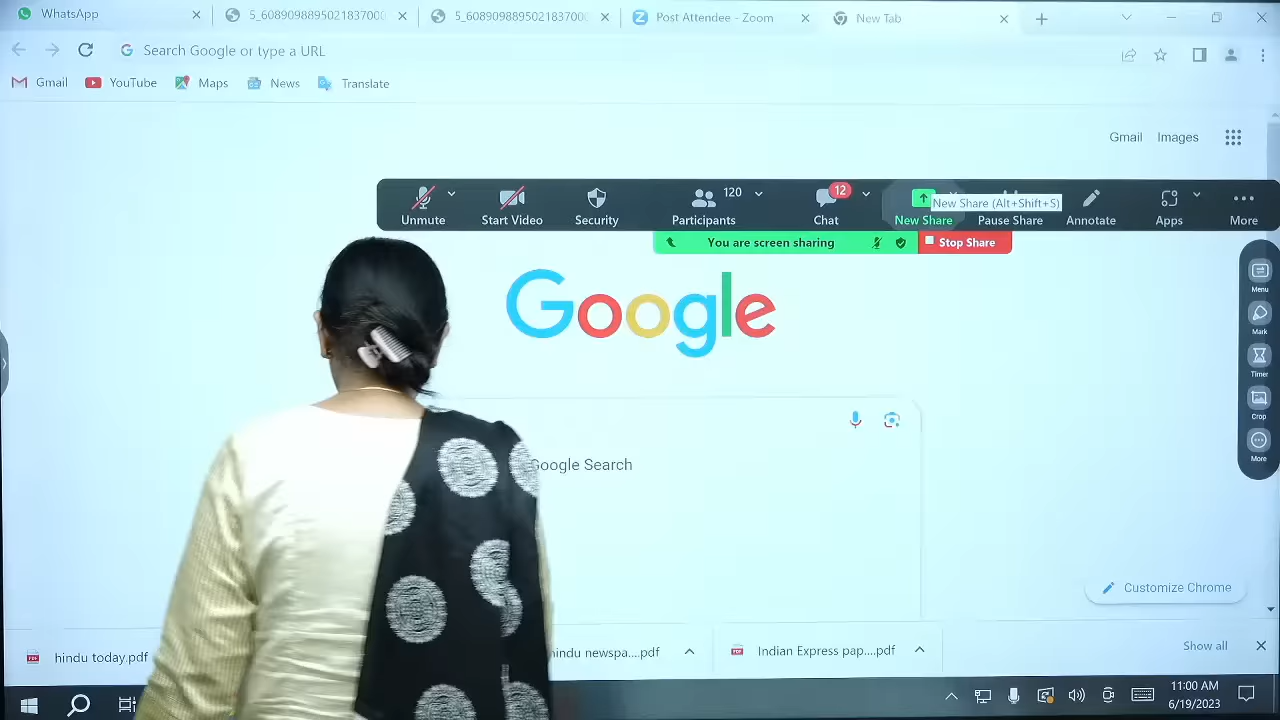 WhatsApp
5_6089098895021837000
5_6089098895021837000
Post Attendee - Zoom
New Tab
Search Google or type a URL
Gmail
YouTube
Maps
News
Translate
Gmail
Images
120
12
Unmute
Start Video
Security
Participants
Chat
New Share
New Share (Alt+Shift+S)
Pause Share
Annotate
Apps
More
You are screen sharing
Stop Share
Google
Menu
Mark
Timer
Crop
More
Google Search
Customize Chrome
hindu today.pdf
hindu newspa....pdf
Indian Express pap....pdf
Show all
11:00 AM
6/19/2023